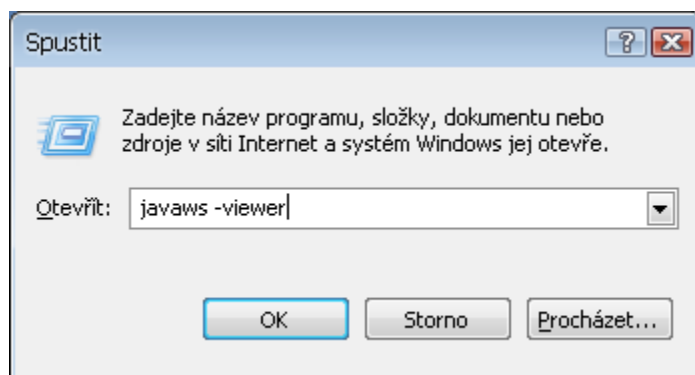 Spustit
Zadejte název programu, složky, dokumentu nebo
zdroje v síti Internet a systém Windows jej otevře.
Otevřít: javaws -viewer
OK Storno Procházet...